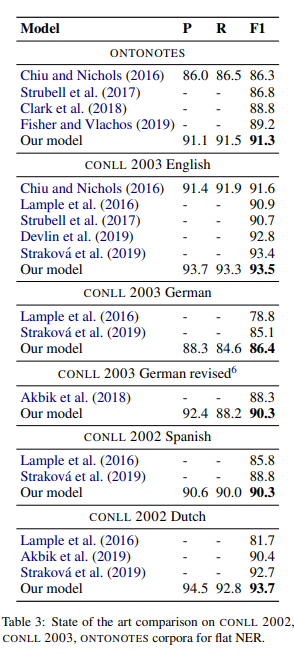 Model P R F1
ONTONOTES
Chiu and Nichols (2016) 86.0 86.5 86.3
Strubell et al. (2017) - - 86.8
Clark et al. (2018) - - 88.8
Fisher and Vlachos (2019) - - 89.2
Our model 91.1 91.5 91.3
CONLL 2003 English
Chiu and Nichols (2016) 91.4 91.9 91.6
Lample et al. (2016) - - 90.9
Strubell et al. (2017) - - 90.7
Devlin et al. (2019) - - 92.8
Straková et al. (2019) - - 93.4
Our model 93.7 93.3 93.5
CONLL 2003 German
Lample et al. (2016) - - 78.8
Straková et al. (2019) - - 85.1
Our model 88.3 84.6 86.4
CONLL 2003 German revised6
Akbik et al. (2018) - - 88.3
Our model 92.4 88.2 90.3
CONLL 2002 Spanish
Lample et al. (2016) - - 85.8
Straková et al. (2019) - - 88.8
Our model 90.6 90.0 90.3
CONLL 2002 Dutch
Lample et al. (2016) - - 81.7
Akbik et al. (2019) - - 90.4
Straková et al. (2019) - - 92.7
Our model 94.5 92.8 93.7
Table 3: State of the art comparison on CONLL 2002,
CONLL 2003, ONTONOTES corpora for flat NER.